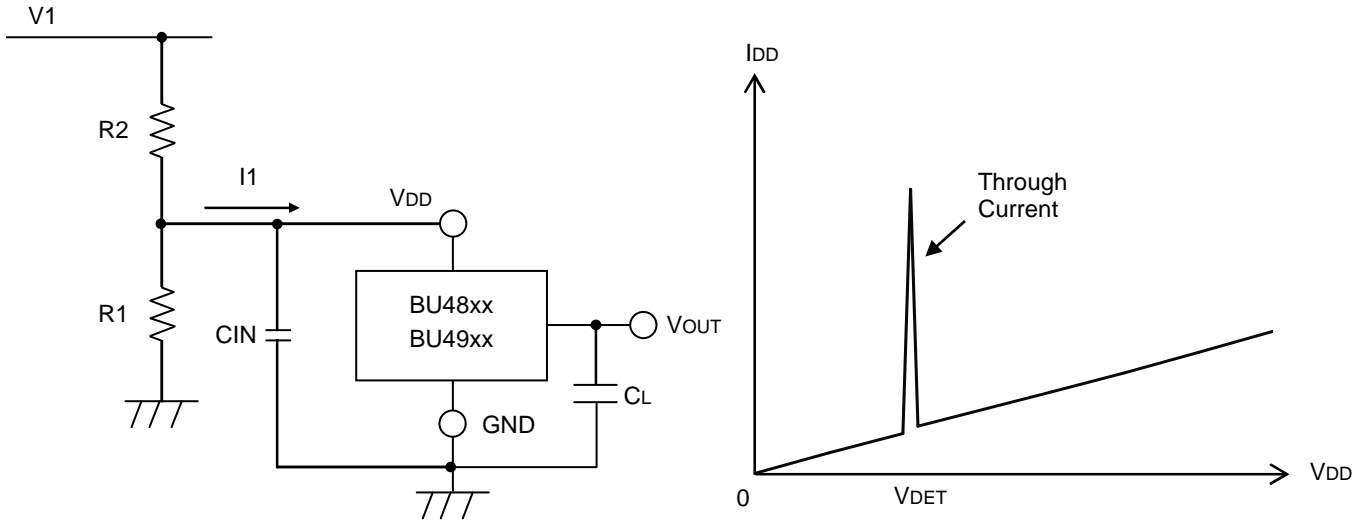 V1
R2
I1
VDD
R1
CIN
BU48xx
BU49xx
VOUT
CL
GND
IDD
Through
Current
0
VDET
VDD